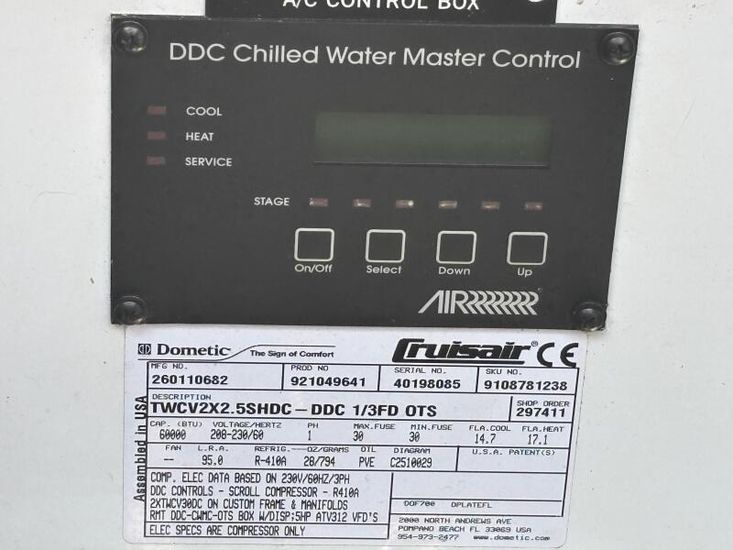 A/C CONTROL BOX
DDC Chilled Water Master Control
COOL
HEAT
SERVICE
STAGE
On/Off Select Down Up
AIR
Dometic The Sign of Comfort Cruisair CE
MFG NO PROD NO SERIAL NO. SKU NO.
260110682 921049641 40198085 9108781238
DESCRIPTION SHOP ORDER
TWCV2X2.5SHDC-DDC 1/3FD OTS 297411
CAP. (BTU) VOLTAGE/HERTZ PH MAX.FUSE MIN.FUSE FLA.COOL FLA.HEAT
60000 208-230/60 1 30 30 14.7 17.1
FAN L.R.A. REFRIG.--OZ/GRAMS OIL DIAGRAM U.S.A. PATENT(S)
-- 95.0 R-410A 28/794 PVE C2510029
Assembled in USA
COMP. ELEC DATA BASED ON 230V/60HZ/3PH
DDC CONTROLS - SCROLL COMPRESSOR - R410A
2XTWCV30DC ON CUSTOM FRAME & MANIFOLDS
RMT DDC-CWMC-OTS BOX W/DISP;5HP ATV312 VFD'S
ELEC SPECS ARE COMPRESSOR ONLY
DOF700 DPLATEFL
2000 NORTH ANDREWS AVE
POMPANO BEACH FL 33069 USA
954-973-2477 www.dometic.com